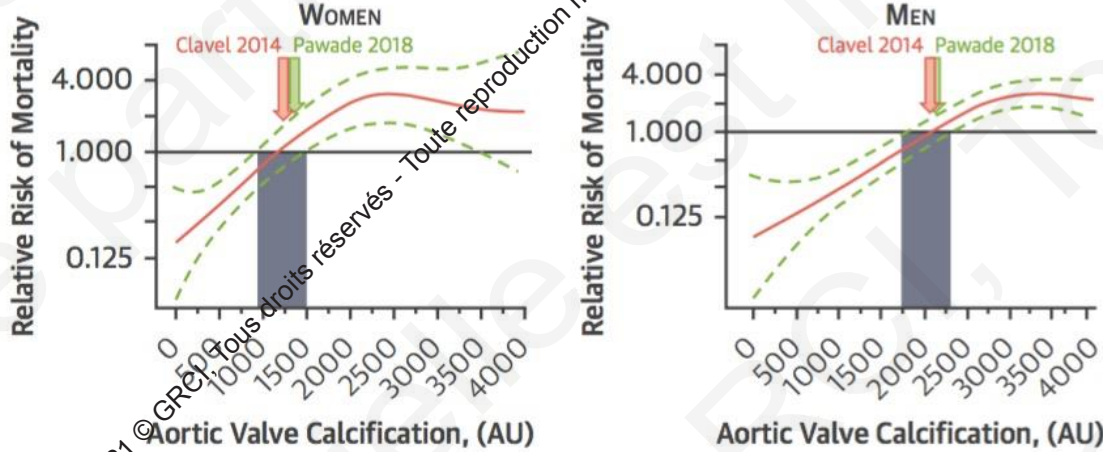 WOMEN
Clavel 2014 Pawade 2018
Relative Risk of Mortality
4.000
1.000
0.125
0
500
1000
1500
2000
2500
3000
3500
4000
Aortic Valve Calcification, (AU)
MEN
Clavel 2014 Pawade 2018
Relative Risk of Mortality
4.000
1.000
0.125
0
500
1000
1500
2000
2500
3000
3500
4000
Aortic Valve Calcification, (AU)
© GRCI, Tous droits réservés - Toute reproduction